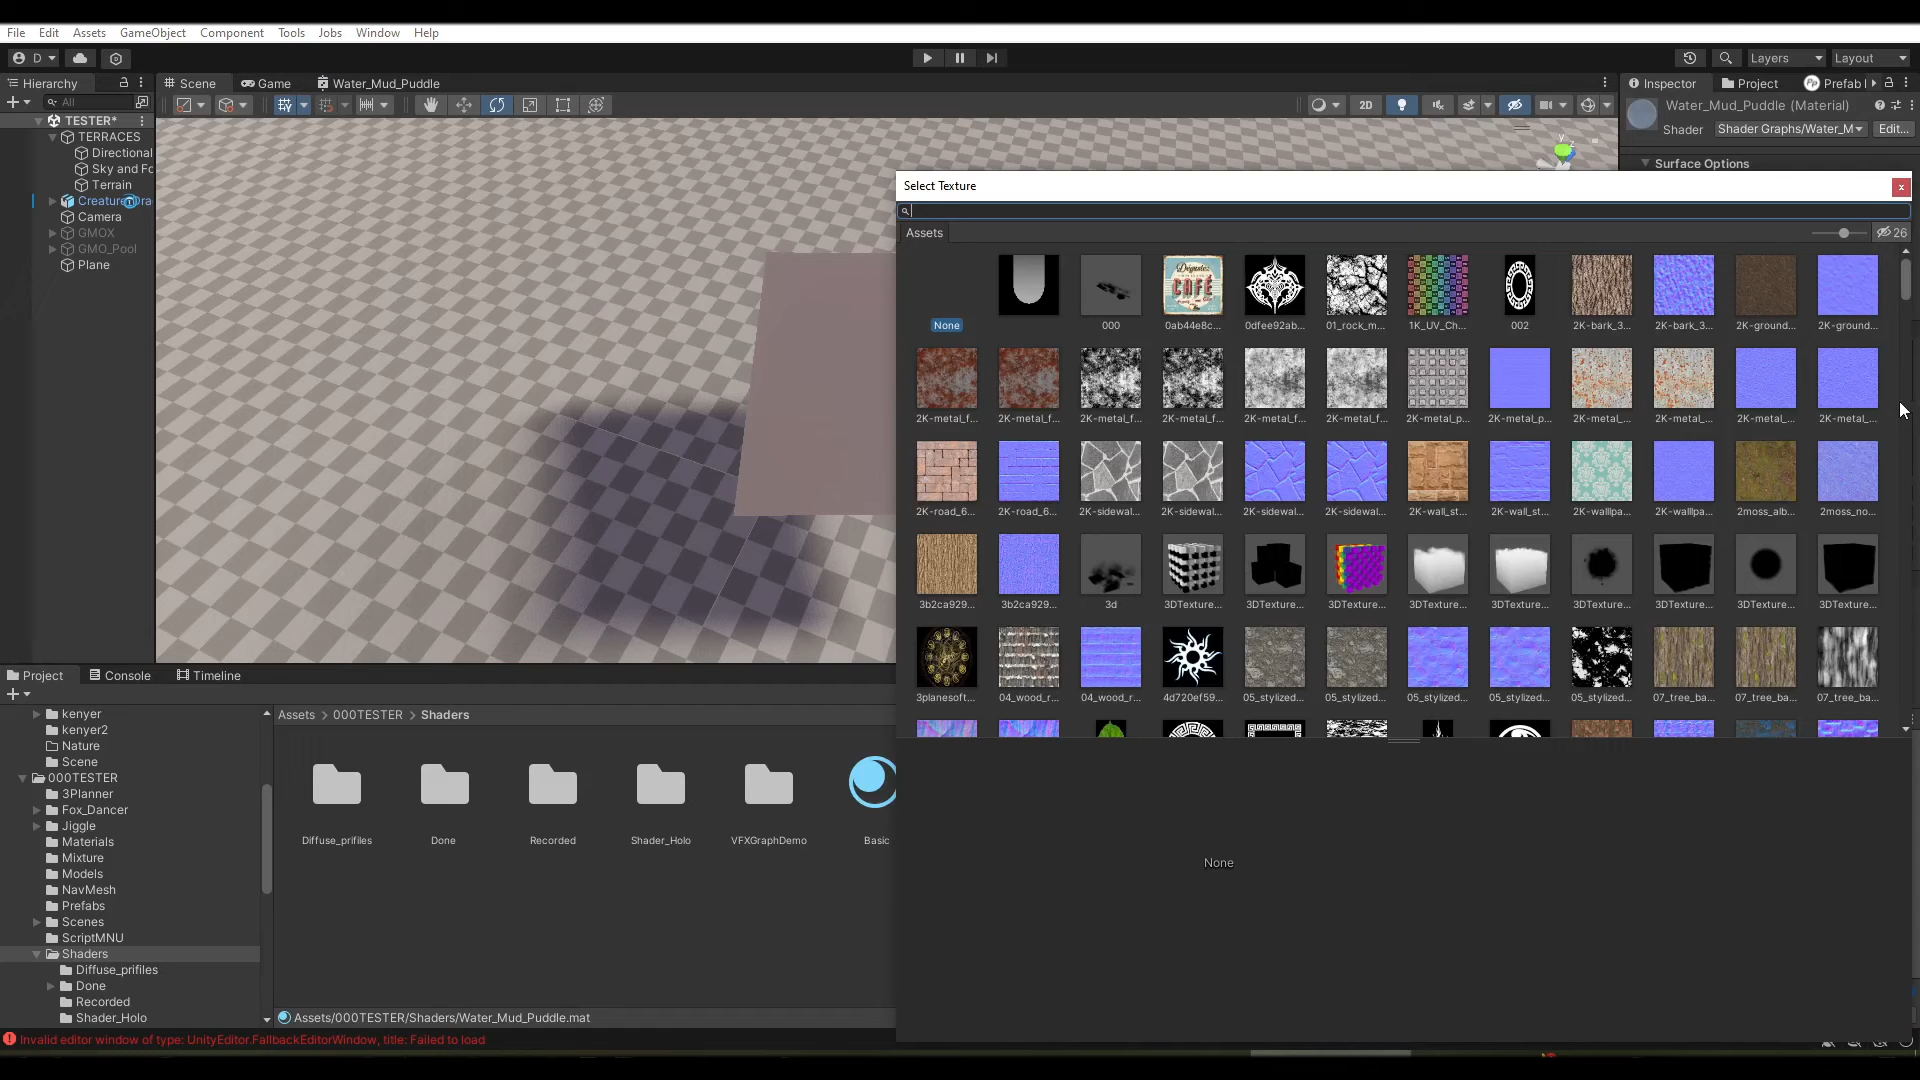 File Edit Assets GameObject Component Tools Jobs Window Help
D
Layers Layout
Hierarchy
All
TESTER*
TERRACES
Directional
Sky and Fo
Terrain
Camera
GMOX
GMO_Pool
Plane
Scene Game Water_Mud_Puddle
2D
y
z
Inspector Project Prefab
Water_Mud_Puddle (Material)
Shader Shader Graphs/Water_M Edit...
Surface Options
Select Texture
Assets
26
None 000 0ab44e8c... 0dfee92ab... 01_rock_m... 1K_UV_Ch... 002 2K-bark_3... 2K-bark_3... 2K-ground... 2K-ground...
2K-metal_f... 2K-metal_f... 2K-metal_f... 2K-metal_f... 2K-metal_f... 2K-metal_f... 2K-metal_p... 2K-metal_p... 2K-metal_... 2K-metal_... 2K-metal_... 2K-metal_...
2K-road_6... 2K-road_6... 2K-sidewal... 2K-sidewal... 2K-sidewal... 2K-sidewal... 2K-wall_st... 2K-wall_st... 2K-wallpa... 2K-wallpa... 2moss_alb... 2moss_no...
3b2ca929... 3b2ca929... 3d 3DTexture... 3DTexture... 3DTexture... 3DTexture... 3DTexture... 3DTexture... 3DTexture... 3DTexture... 3DTexture...
3planesoft... 04_wood_r... 04_wood_r... 4d720ef59... 05_stylized... 05_stylized... 05_stylized... 05_stylized... 05_stylized... 07_tree_ba... 07_tree_ba... 07_tree_ba...
None
Project Console Timeline
kenyer
kenyer2
Nature
Scene
000TESTER
3Planner
Fox_Dancer
Jiggle
Materials
Mixture
Models
NavMesh
Prefabs
Scenes
ScriptMNU
Shaders
Diffuse_prifiles
Done
Recorded
Shader_Holo
Assets > 000TESTER > Shaders
Diffuse_prifiles Done Recorded Shader_Holo VFXGraphDemo Basic
Assets/000TESTER/Shaders/Water_Mud_Puddle.mat
Invalid editor window of type: UnityEditor.FallbackEditorWindow, title: Failed to load